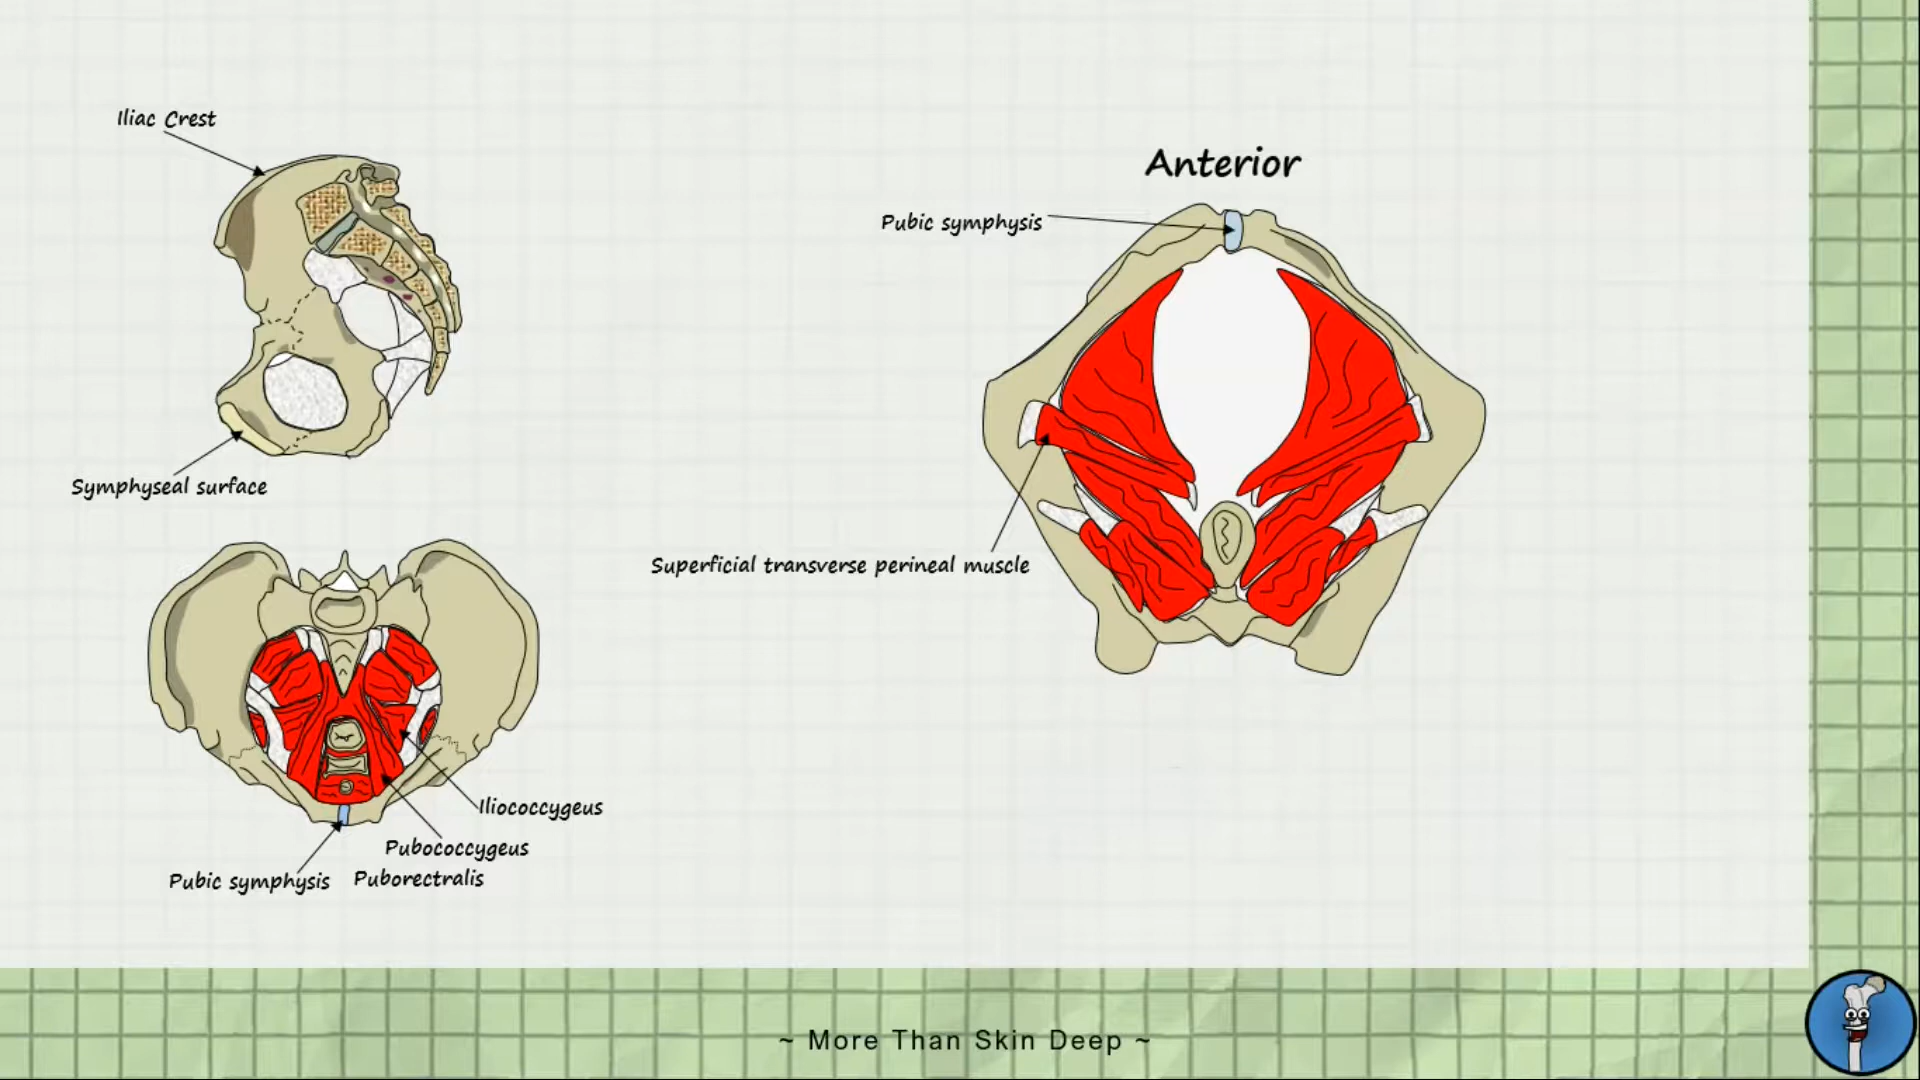 Iliac Crest
Anterior
Pubic symphysis
Symphyseal surface
Superficial transverse perineal muscle
Iliococcygeus
Pubococcygeus
Pubic symphysis
Puborectralis
~ More Than Skin Deep ~